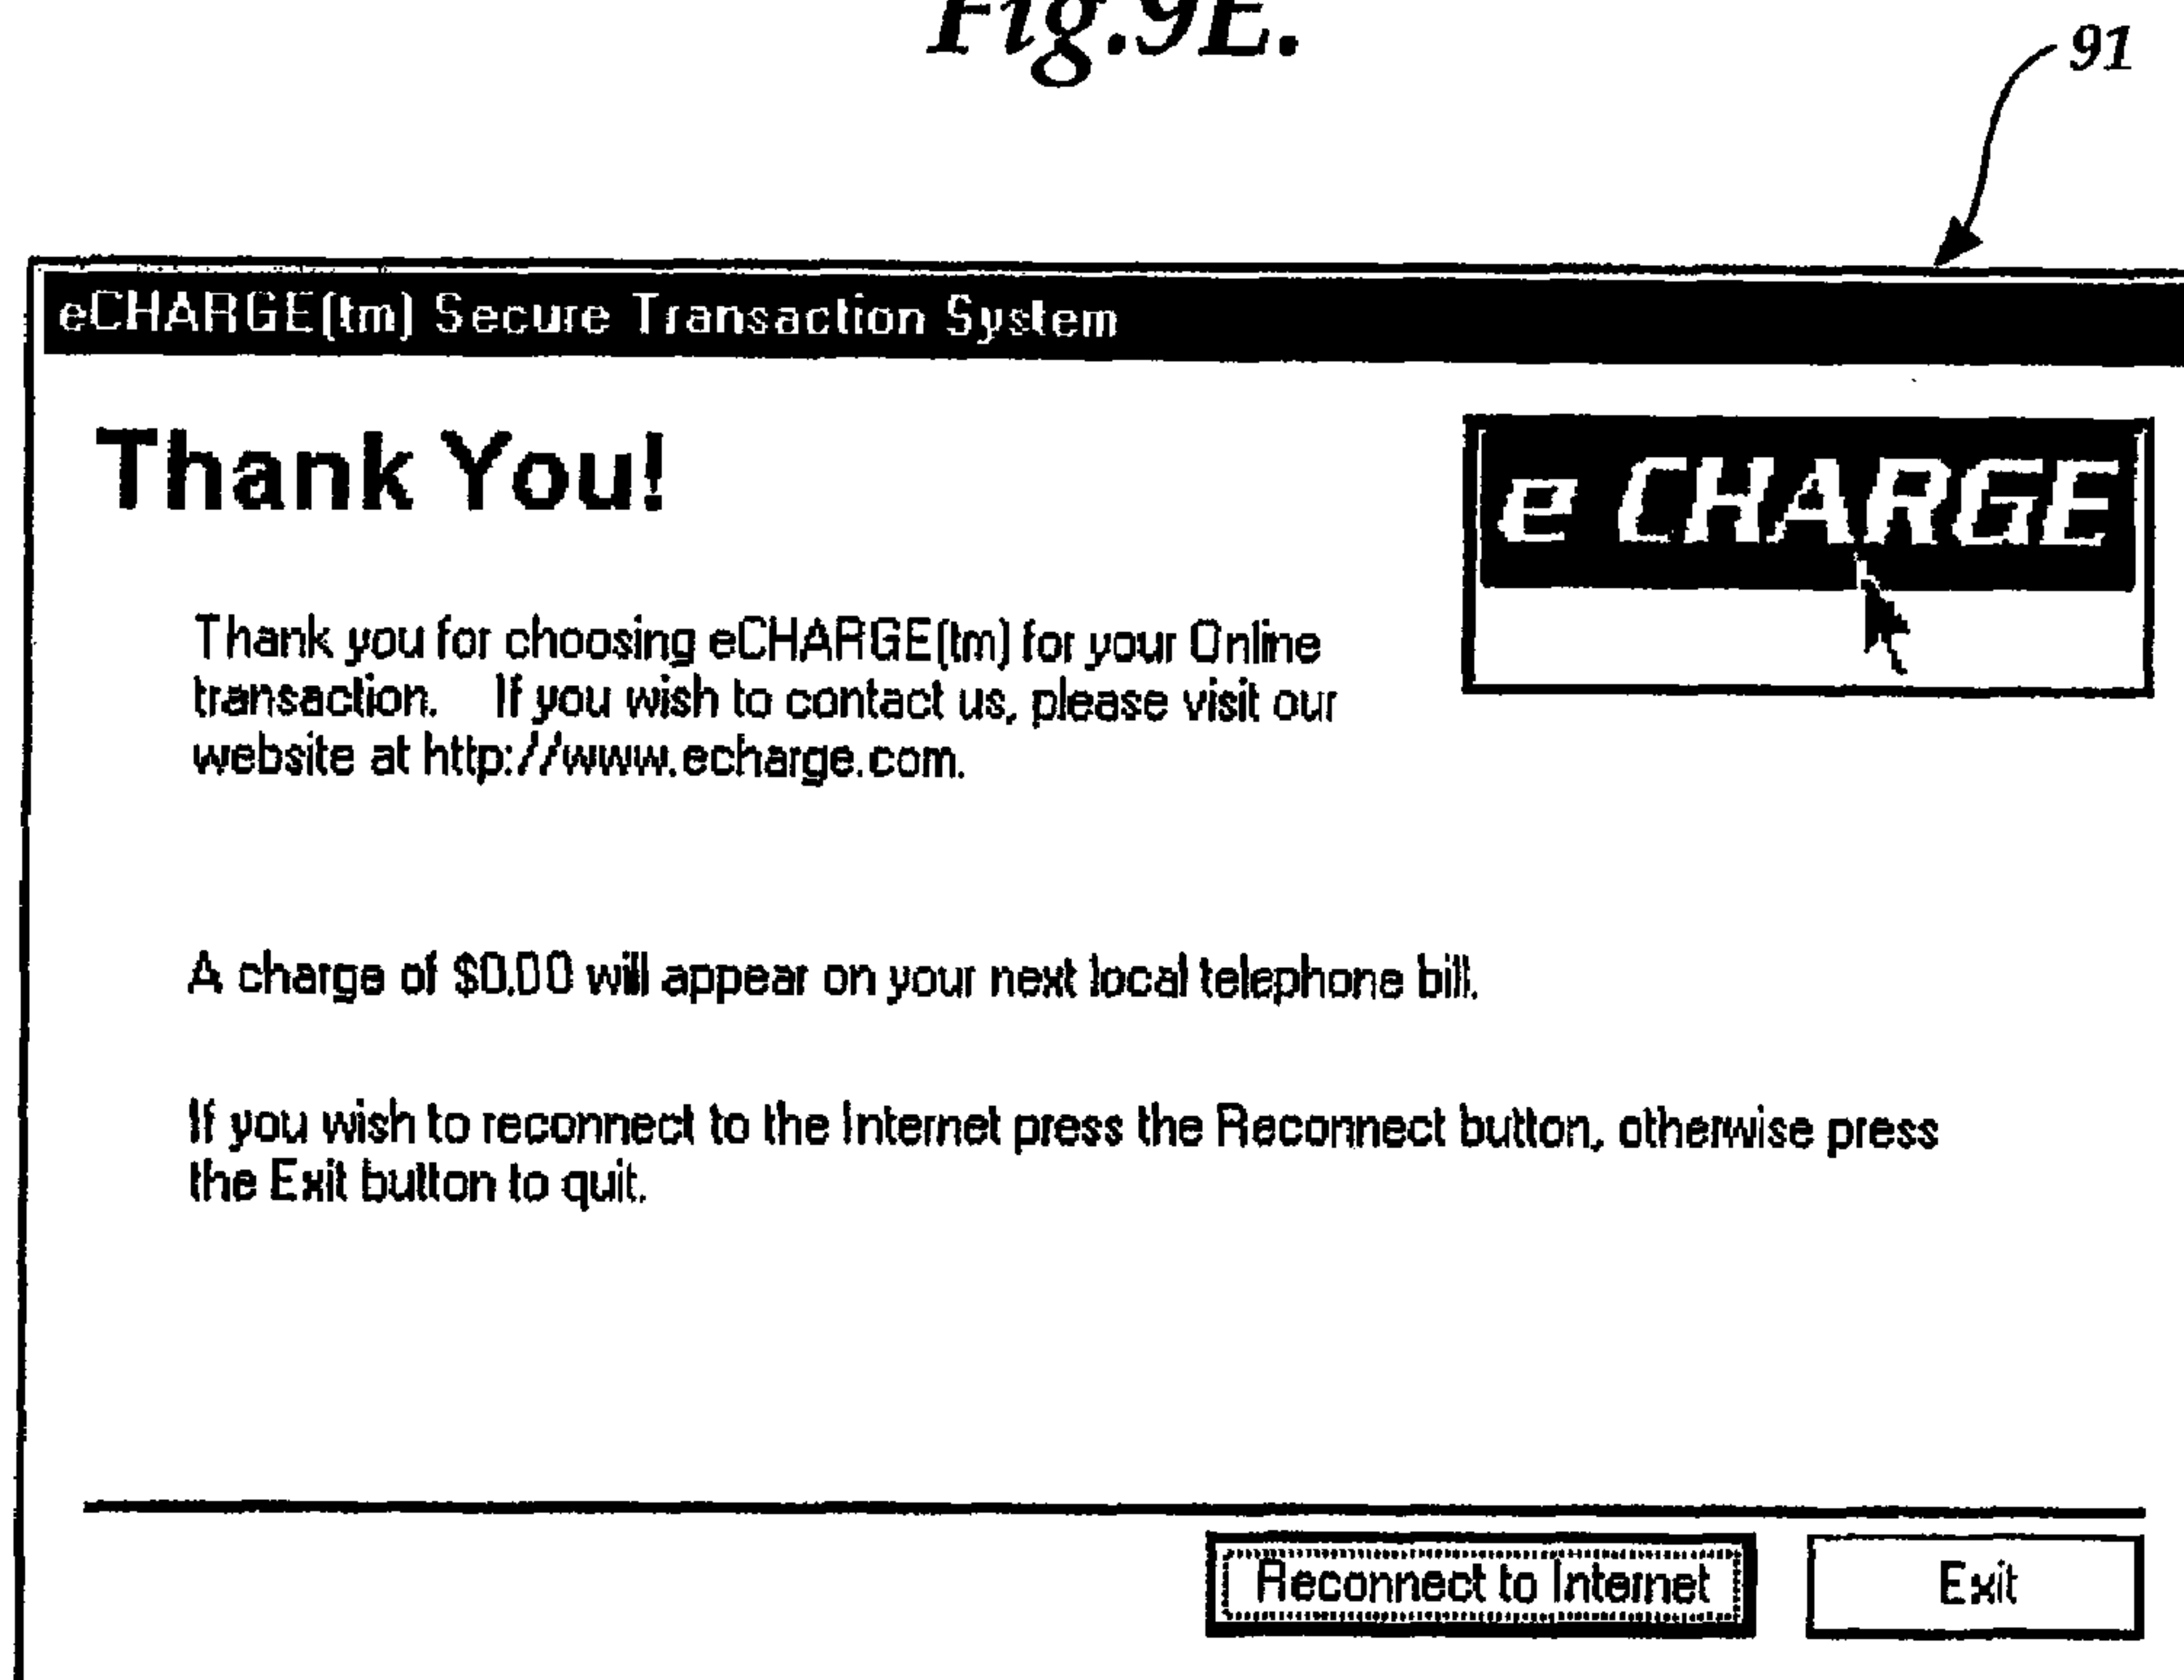 Fig.9E.
91
eCHARGE(tm) Secure Transaction System
Thank You!
e CHARGE
Thank you for choosing eCHARGE(tm) for your Online
transaction.   If you wish to contact us, please visit our
website at http://www.echarge.com.
A charge of $0.00 will appear on your next local telephone bill.
If you wish to reconnect to the Internet press the Reconnect button, otherwise press
the Exit button to quit.
Reconnect to Internet
Exit